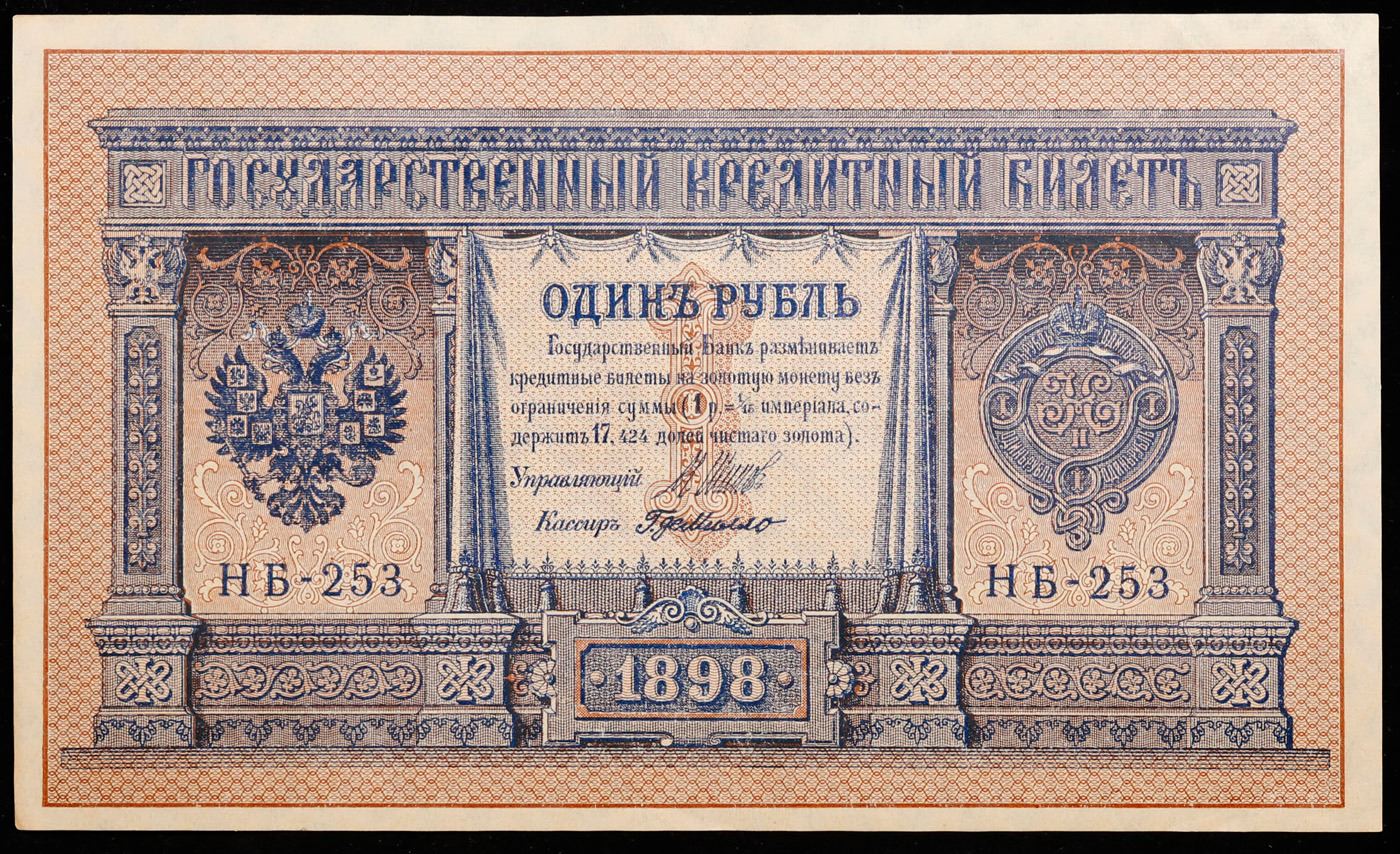 ГОСУДАРСТВЕННЫЙ КРЕДИТНЫЙ БИЛЕТЪ
ОДИНЪ РУБЛЬ
Государственный Банкъ размѣниваетъ
кредитные билеты на золотую монету безъ
ограниченія суммы (1 р. = 1/15 имперіала, со-
держитъ 17,424 долей чистаго золота).
Управляющій
Кассиръ
НБ-253
НБ-253
1898